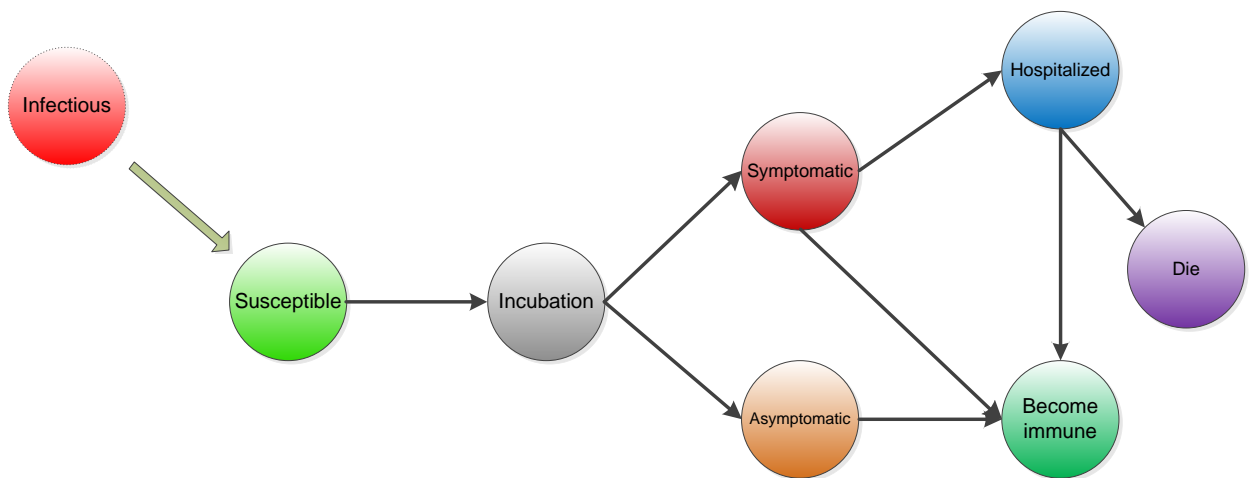 Infectious
Susceptible
Incubation
Symptomatic
Asymptomatic
Hospitalized
Die
Become
immune